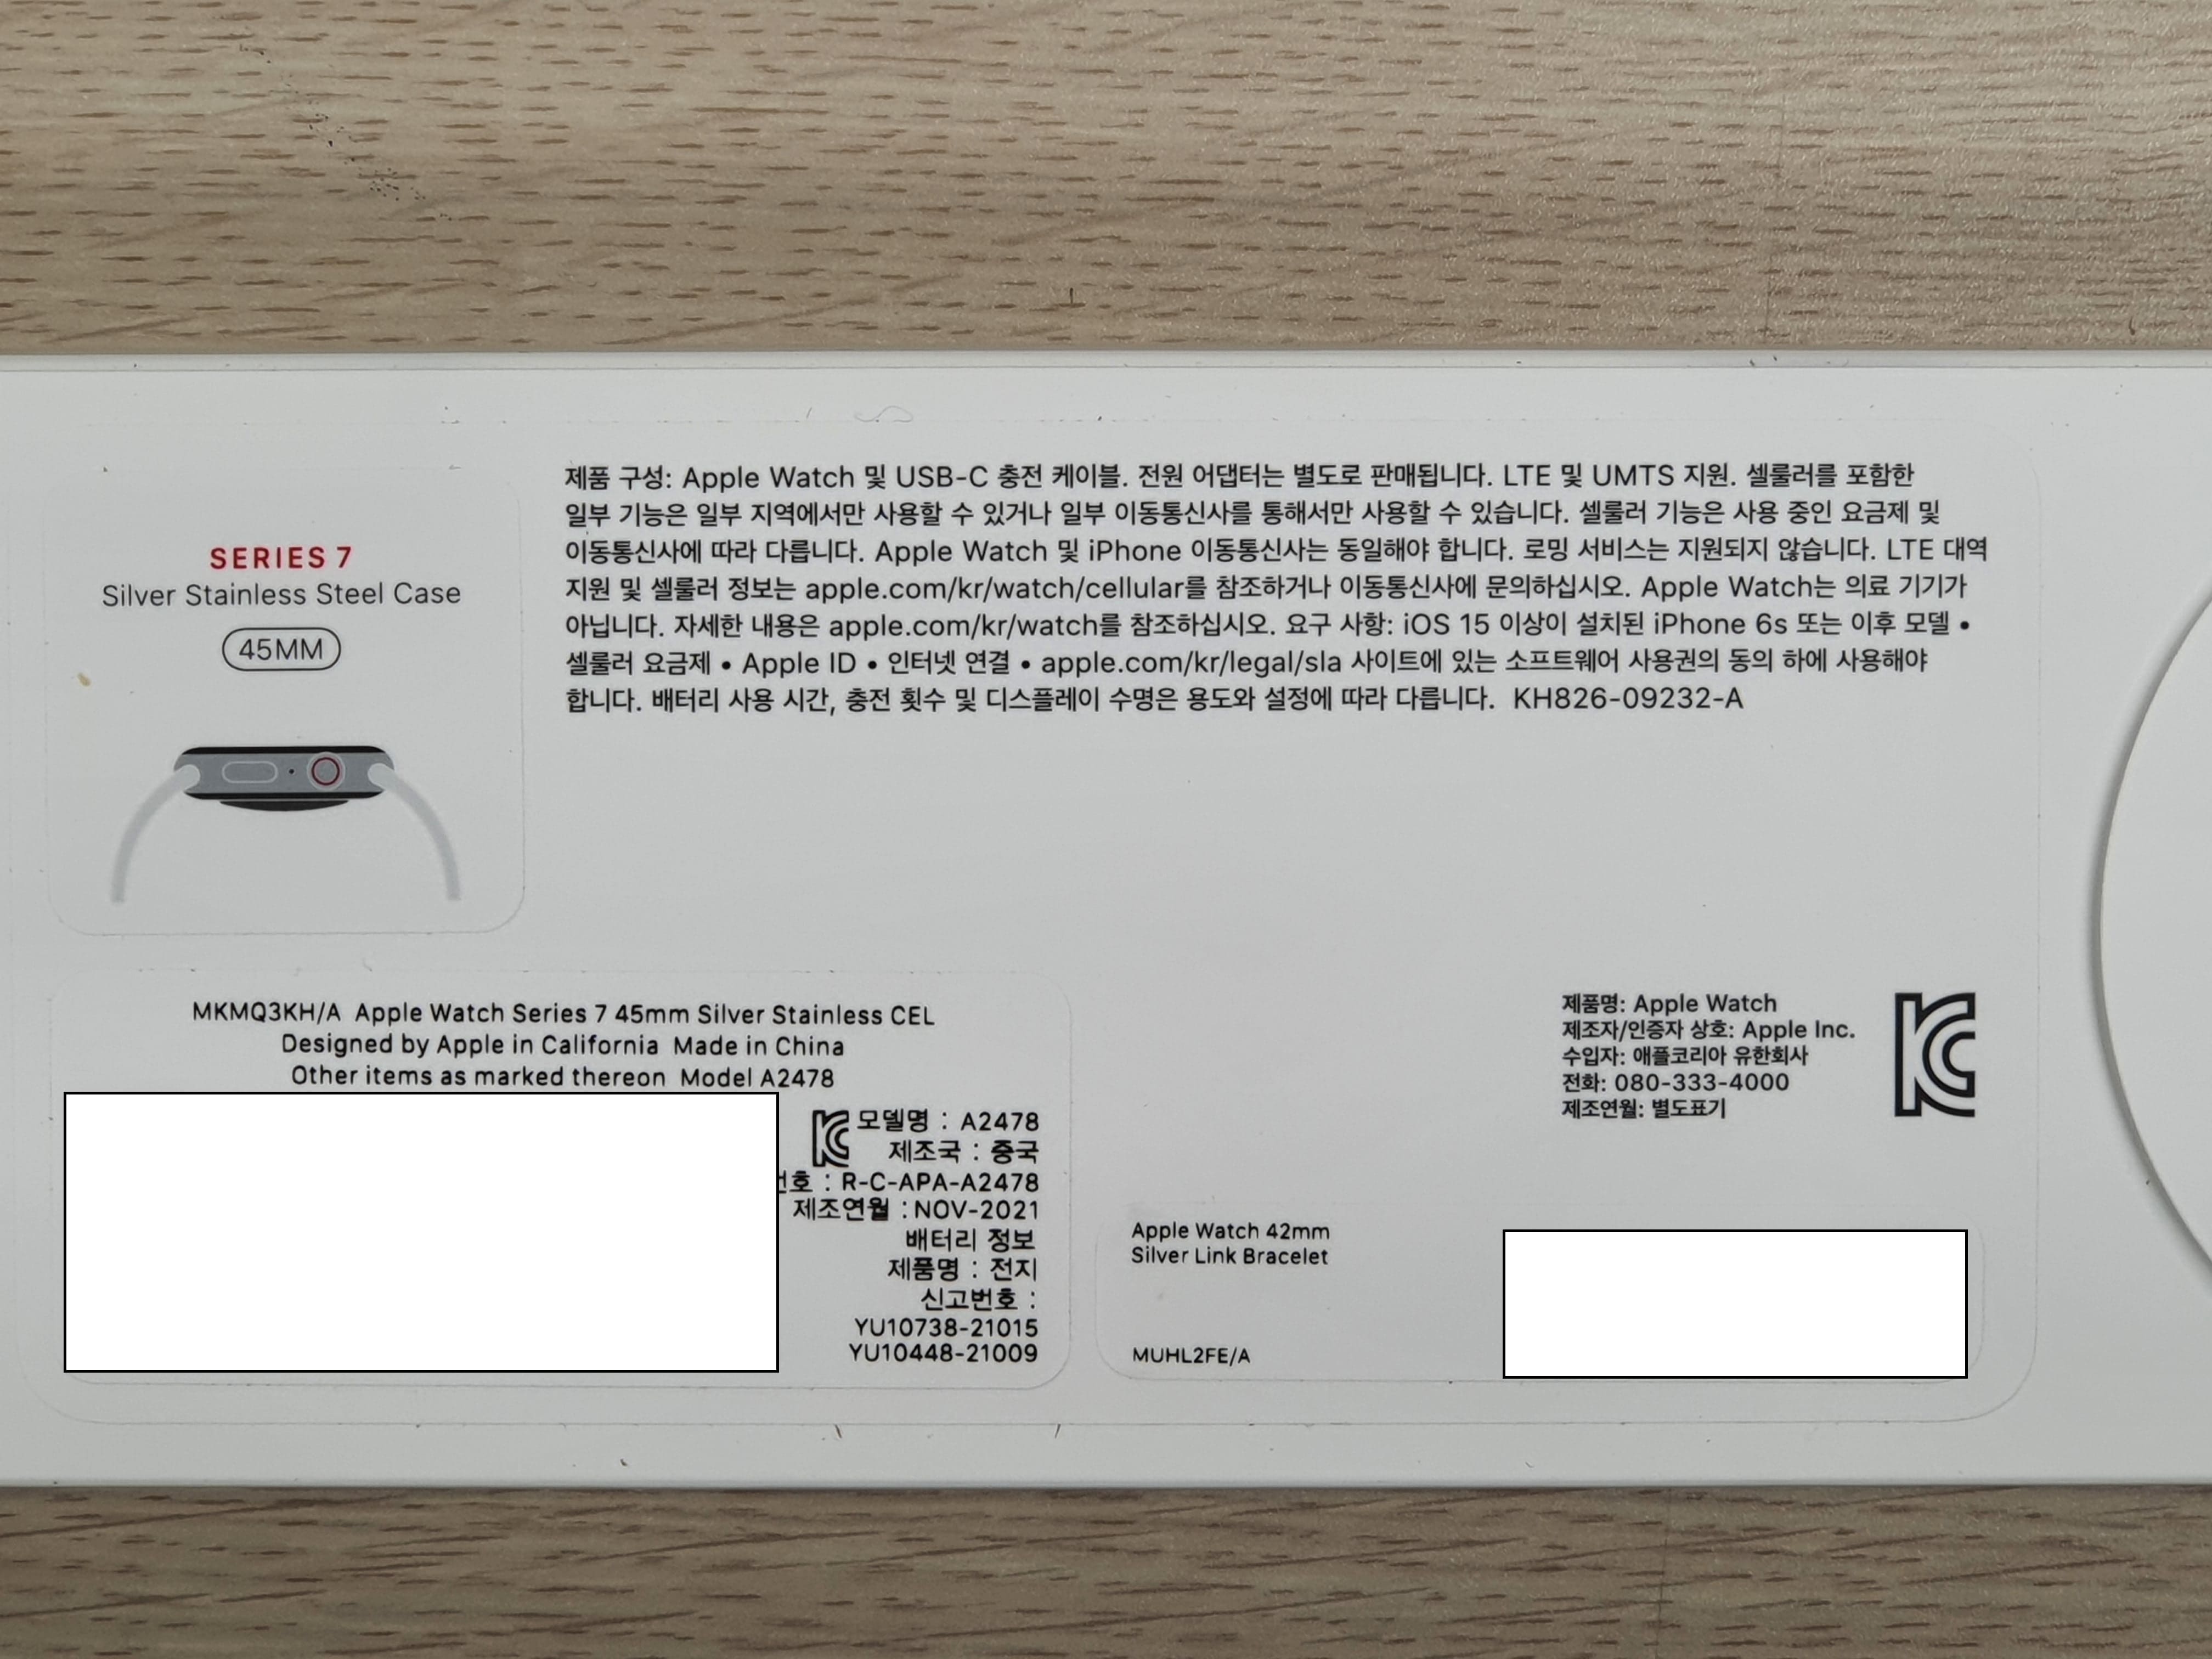 SERIES 7
Silver Stainless Steel Case
45MM
제품 구성: Apple Watch 및 USB-C 충전 케이블. 전원 어댑터는 별도로 판매됩니다. LTE 및 UMTS 지원. 셀룰러를 포함한
일부 기능은 일부 지역에서만 사용할 수 있거나 일부 이동통신사를 통해서만 사용할 수 있습니다. 셀룰러 기능은 사용 중인 요금제 및
이동통신사에 따라 다릅니다. Apple Watch 및 iPhone 이동통신사는 동일해야 합니다. 로밍 서비스는 지원되지 않습니다. LTE 대역
지원 및 셀룰러 정보는 apple.com/kr/watch/cellular를 참조하거나 이동통신사에 문의하십시오. Apple Watch는 의료 기기가
아닙니다. 자세한 내용은 apple.com/kr/watch를 참조하십시오. 요구 사항: iOS 15 이상이 설치된 iPhone 6s 또는 이후 모델 •
셀룰러 요금제 • Apple ID • 인터넷 연결 • apple.com/kr/legal/sla 사이트에 있는 소프트웨어 사용권의 동의 하에 사용해야
합니다. 배터리 사용 시간, 충전 횟수 및 디스플레이 수명은 용도와 설정에 따라 다릅니다. KH826-09232-A
MKMQ3KH/A Apple Watch Series 7 45mm Silver Stainless CEL
Designed by Apple in California Made in China
Other items as marked thereon Model A2478
모델명 : A2478
제조국 : 중국
호 : R-C-APA-A2478
제조연월 : NOV-2021
배터리 정보
제품명 : 전지
신고번호 :
YU10738-21015
YU10448-21009
제품명: Apple Watch
제조자/인증자 상호: Apple Inc.
수입자: 애플코리아 유한회사
전화: 080-333-4000
제조연월: 별도표기
Apple Watch 42mm
Silver Link Bracelet
MUHL2FE/A